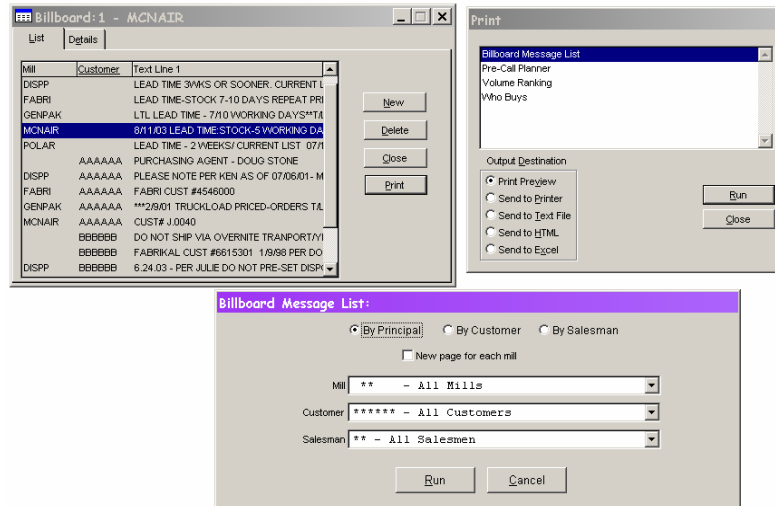 Billboard:1 - MCNAIR
List Details
Mill Customer Text Line 1
DISPP LEAD TIME 3WKS OR SOONER. CURRENT L
FABRI LEAD TIME-STOCK 7-10 DAYS REPEAT PRI
GENPAK LTL LEAD TIME - 7/10 WORKING DAYS**T/L
MCNAIR 8/11/03 LEAD TIME:STOCK-5 WORKING DA
POLAR LEAD TIME - 2 WEEKS/ CURRENT LIST 07/1
AAAAAA PURCHASING AGENT - DOUG STONE
DISPP AAAAAA PLEASE NOTE PER KEN AS OF 07/06/01- M
FABRI AAAAAA FABRI CUST #4546000
GENPAK AAAAAA ***2/9/01 TRUCKLOAD PRICED-ORDERS T/L
MCNAIR AAAAAA CUST# J.0040
BBBBBB DO NOT SHIP VIA OVERNITE TRANPORT/YI
BBBBBB FABRIKAL CUST #6615301 1/9/98 PER DO
DISPP BBBBBB 6.24.03 - PER JULIE DO NOT PRE-SET DISPO
New
Delete
Close
Print
Print
Billboard Message List
Pre-Call Planner
Volume Ranking
Who Buys
Output Destination
Print Preview
Send to Printer
Send to Text File
Send to HTML
Send to Excel
Run
Close
Billboard Message List:
By Principal By Customer By Salesman
New page for each mill
Mill ** - All Mills
Customer ****** - All Customers
Salesman ** - All Salesmen
Run Cancel